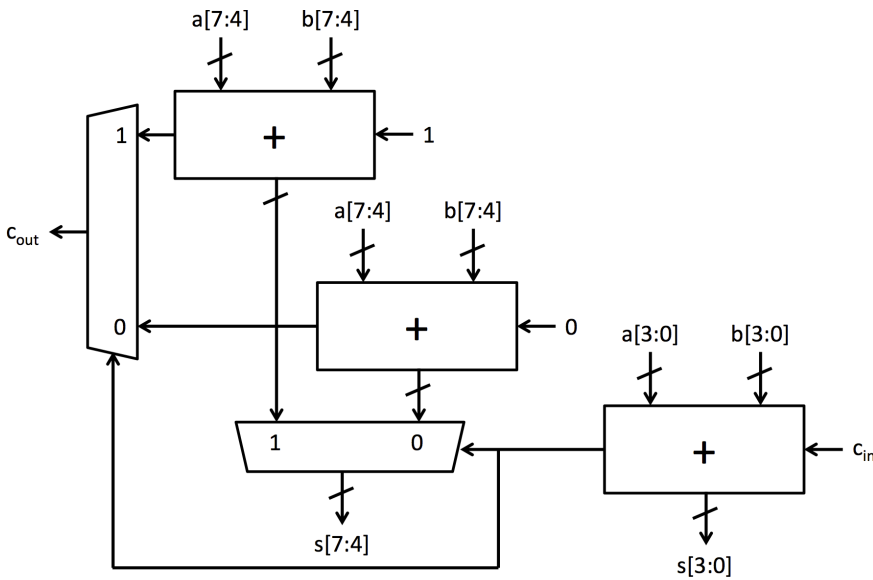 a[7:4] b[7:4]
1 + 1
a[7:4] b[7:4]
c_out
0 + 0
a[3:0] b[3:0]
1 0
+ c_in
s[7:4]
s[3:0]